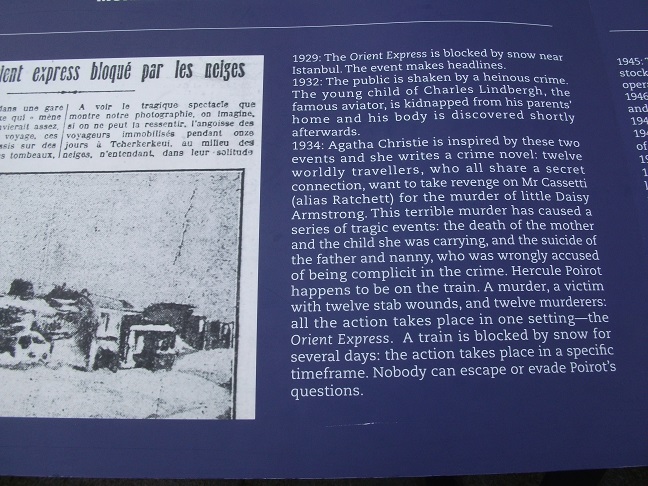 ient express bloqué par les neiges
dans une gare
te qui « mène
uvierait assez,
voyage, ces
ssis sur des
s tombeaux,
A voir le tragique spectacle que
montre notre photographie, on imagine,
si on ne peut la ressentir, l'angoisse des
voyageurs immobilisés pendant onze
jours à Tcherkerkeui, au milieu des
neiges, n'entendant, dans leur solitude
1929: The Orient Express is blocked by snow near
Istanbul. The event makes headlines.
1932: The public is shaken by a heinous crime.
The young child of Charles Lindbergh, the
famous aviator, is kidnapped from his parents'
home and his body is discovered shortly
afterwards.
1934: Agatha Christie is inspired by these two
events and she writes a crime novel: twelve
worldly travellers, who all share a secret
connection, want to take revenge on Mr Cassetti
(alias Ratchett) for the murder of little Daisy
Armstrong. This terrible murder has caused a
series of tragic events: the death of the mother
and the child she was carrying, and the suicide of
the father and nanny, who was wrongly accused
of being complicit in the crime. Hercule Poirot
happens to be on the train. A murder, a victim
with twelve stab wounds, and twelve murderers:
all the action takes place in one setting—the
Orient Express. A train is blocked by snow for
several days: the action takes place in a specific
timeframe. Nobody can escape or evade Poirot's
questions.
1945:
stock
oper
1946
and
194
194
of
19